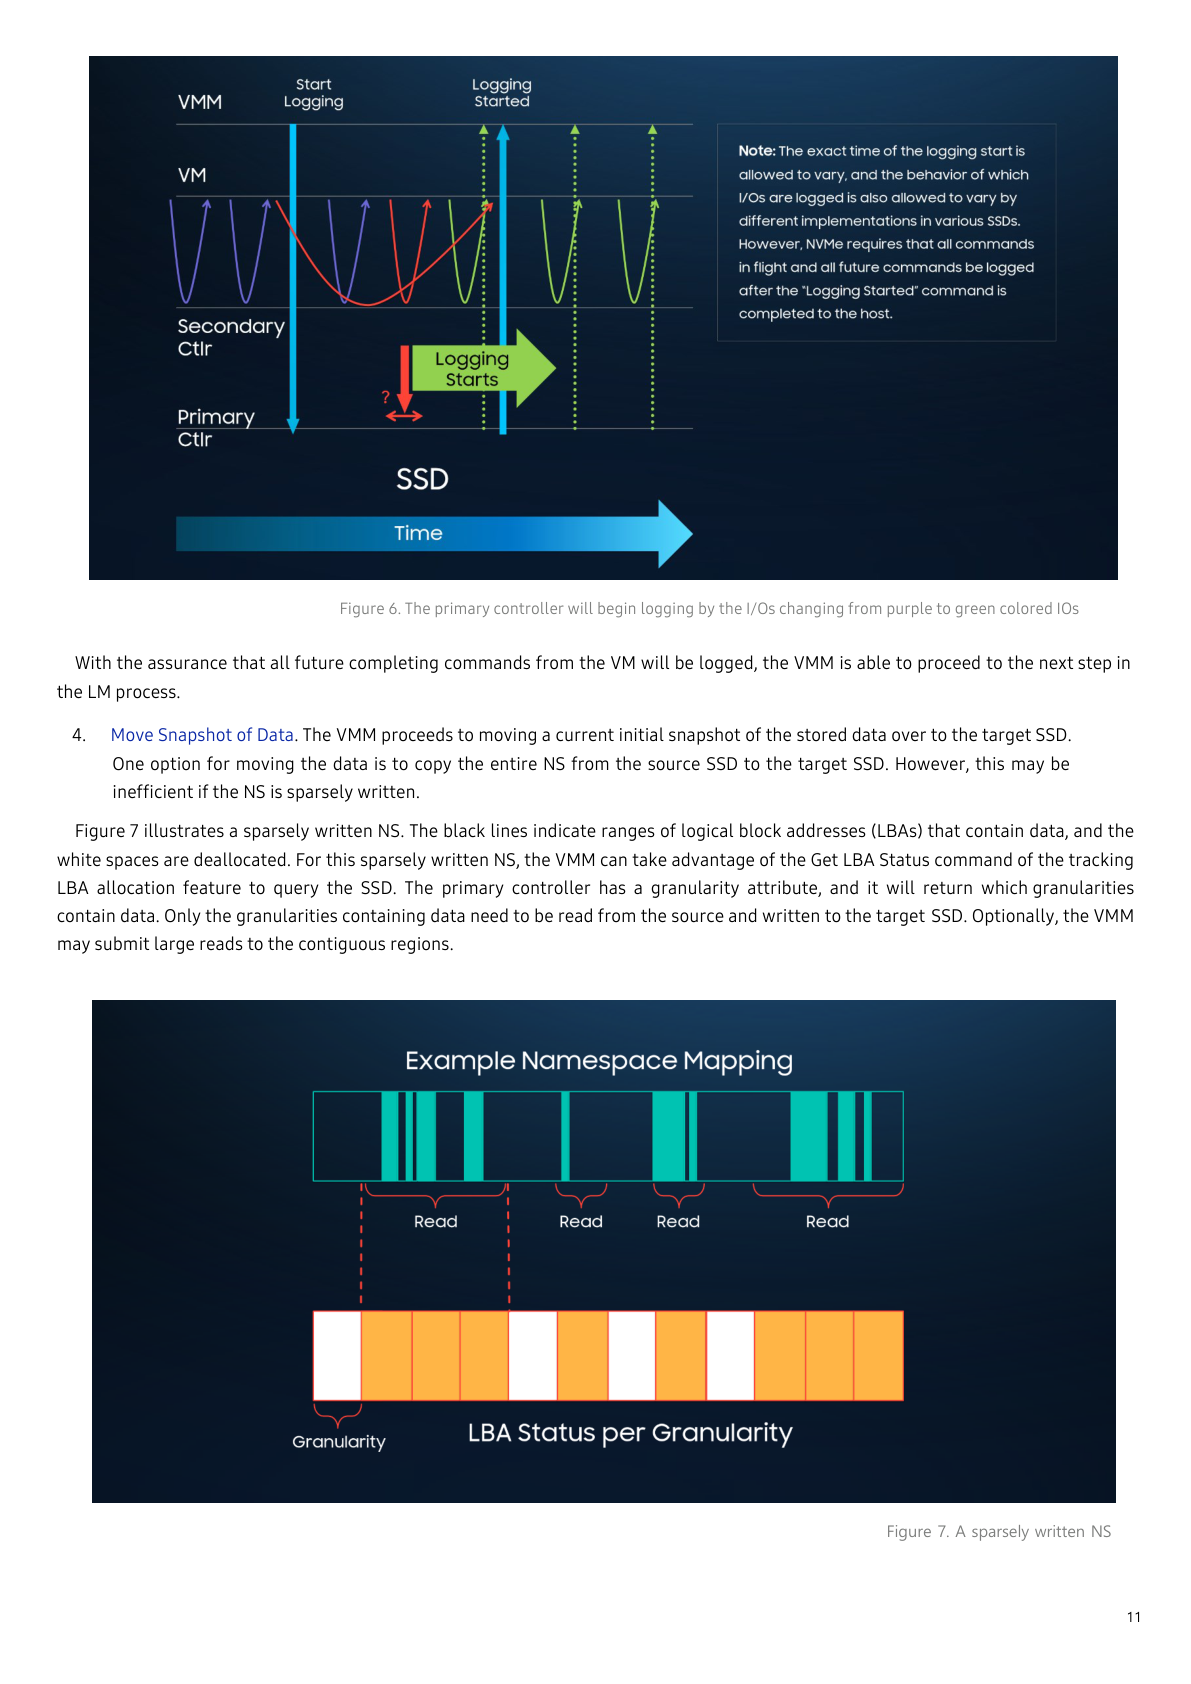 VMM
Start
Logging
Logging
Started
VM
Secondary
Ctlr
Logging
Starts
?
Primary
Ctlr
SSD
Time
Note: The exact time of the logging start is
allowed to vary, and the behavior of which
I/Os are logged is also allowed to vary by
different implementations in various SSDs.
However, NVMe requires that all commands
in flight and all future commands be logged
after the "Logging Started" command is
completed to the host.
Figure 6. The primary controller will begin logging by the I/Os changing from purple to green colored IOs
With the assurance that all future completing commands from the VM will be logged, the VMM is able to proceed to the next step in
the LM process.
4. Move Snapshot of Data. The VMM proceeds to moving a current initial snapshot of the stored data over to the target SSD.
One option for moving the data is to copy the entire NS from the source SSD to the target SSD. However, this may be
inefficient if the NS is sparsely written.
Figure 7 illustrates a sparsely written NS. The black lines indicate ranges of logical block addresses (LBAs) that contain data, and the
white spaces are deallocated. For this sparsely written NS, the VMM can take advantage of the Get LBA Status command of the tracking
LBA allocation feature to query the SSD. The primary controller has a granularity attribute, and it will return which granularities
contain data. Only the granularities containing data need to be read from the source and written to the target SSD. Optionally, the VMM
may submit large reads to the contiguous regions.
Example Namespace Mapping
Read Read Read Read
Granularity
LBA Status per Granularity
Figure 7. A sparsely written NS
11